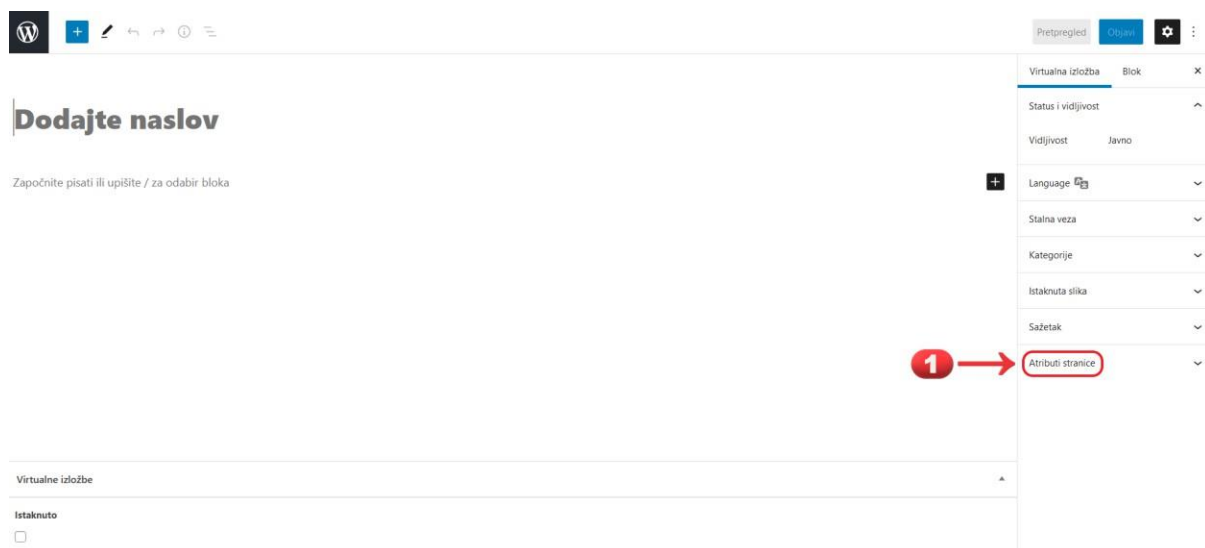 Pretpregled Objavi
Virtualna izložba Blok
Status i vidljivost
Dodajte naslov
Vidljivost Javno
Započnite pisati ili upišite / za odabir bloka
Language
Stalna veza
Kategorije
Istaknuta slika
Sažetak
1 Atributi stranice
Virtualne izložbe
Istaknuto